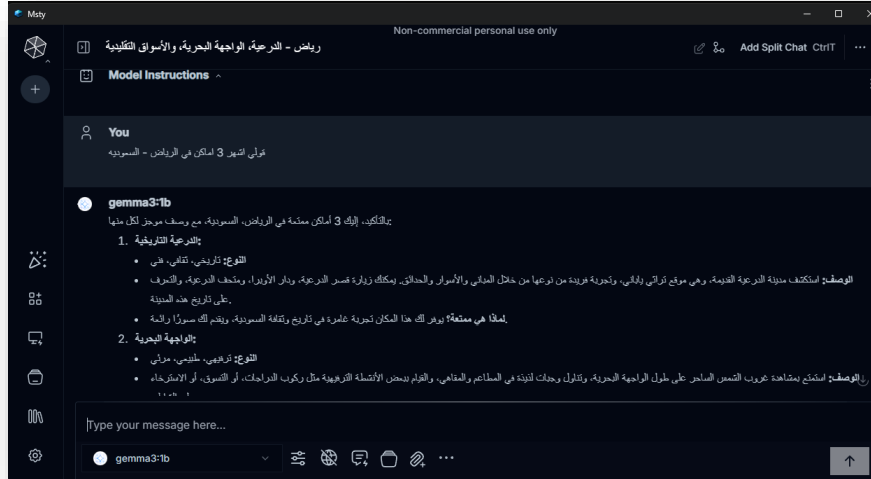 Msty
Non-commercial personal use only
رياض - الدرعية، الواجهة البحرية، والأسواق التقليدية
Add Split Chat CtrlT
Model Instructions
You
قولي اشهر 3 اماكن في الرياض - السعوديه
gemma3:1b
بالتأكيد، إليك 3 أماكن ممتعة في الرياض، السعودية، مع وصف موجز لكل منها:
1. الدرعية التاريخية:
النوع: تاريخي، ثقافي، فني
الوصف: استكشف مدينة الدرعية القديمة، وهي موقع تراثي ياباني، وتجربة فريدة من نوعها من خلال المباني والأسوار والحدائق. يمكنك زيارة قصر الدرعية، ودار الأوبرا، ومتحف الدرعية، والتعرف
على تاريخ هذه المدينة.
لماذا هي ممتعة؟ يوفر لك هذا المكان تجربة غامرة في تاريخ وثقافة السعودية، ويقدم لك صورًا رائعة.
2. الواجهة البحرية:
النوع: ترفيهي، طبيعي، مرئي
الوصف: استمتع بمشاهدة غروب الشمس الساحر على طول الواجهة البحرية، وتناول وجبات لذيذة في المطاعم والمقاهي، والقيام ببعض الأنشطة الترفيهية مثل ركوب الدراجات، أو التسوق، أو الاسترخاء
Type your message here...
gemma3:1b